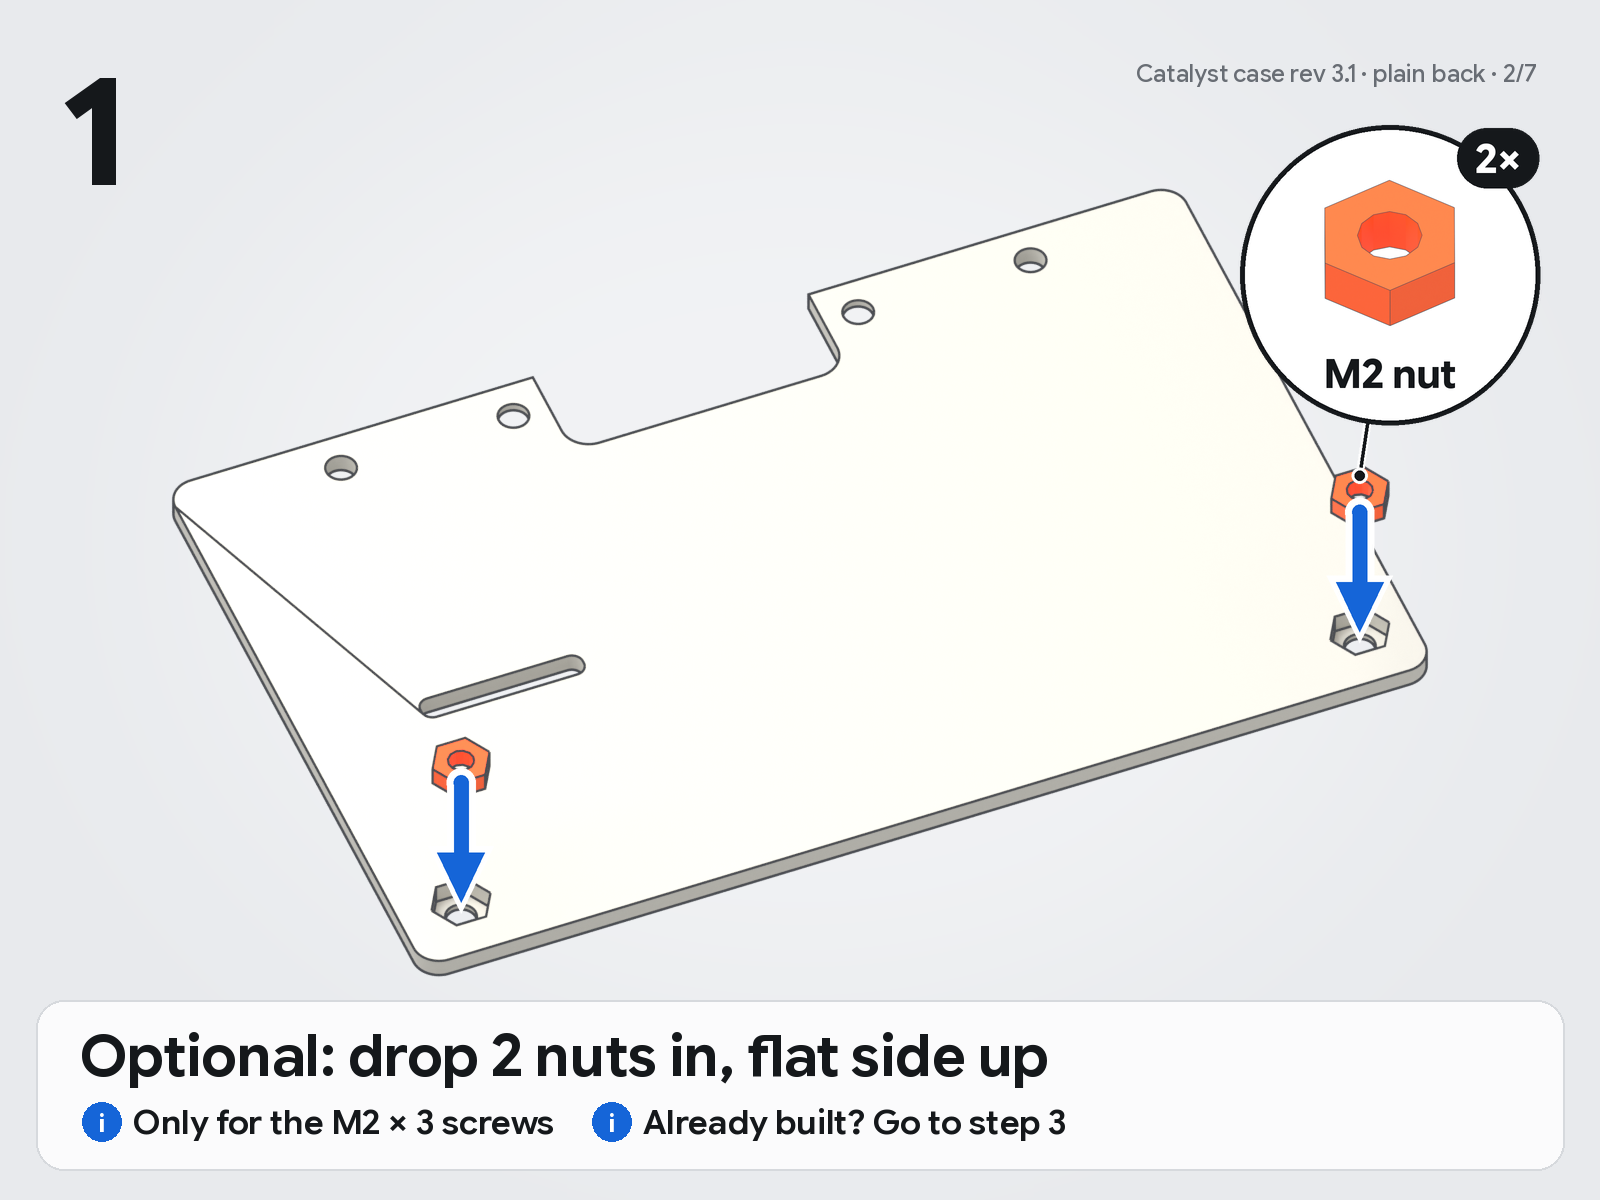 1
Catalyst case rev 3.1 · plain back · 2/7
2×
M2 nut
Optional: drop 2 nuts in, flat side up
i Only for the M2 × 3 screws
i Already built? Go to step 3